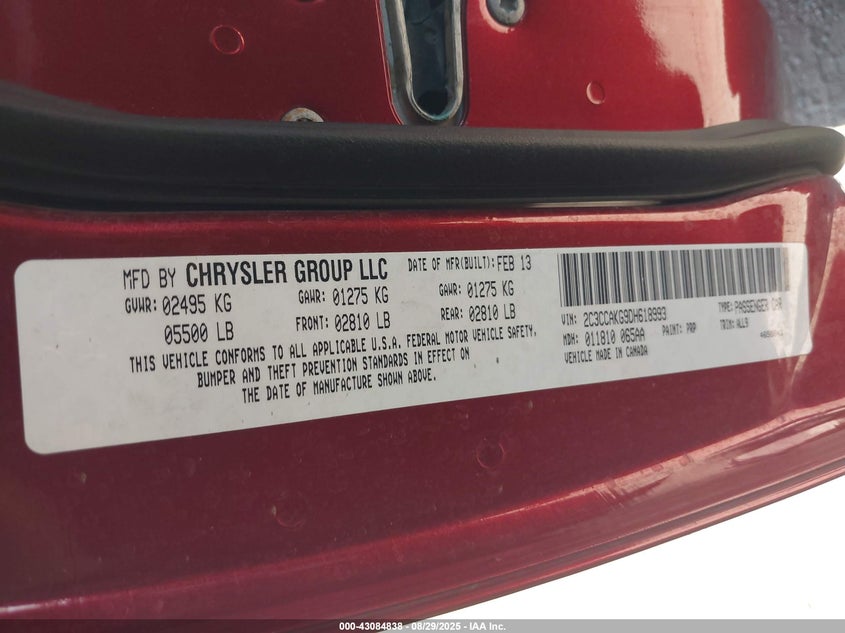 MFD BY CHRYSLER GROUP LLC DATE OF MFR(BUILT): FEB 13
GVWR: 02495 KG GAWR: 01275 KG GAWR: 01275 KG
05500 LB FRONT: 02810 LB REAR: 02810 LB
THIS VEHICLE CONFORMS TO ALL APPLICABLE U.S.A. FEDERAL MOTOR VEHICLE SAFETY,
BUMPER AND THEFT PREVENTION STANDARDS IN EFFECT ON
THE DATE OF MANUFACTURE SHOWN ABOVE.
VIN: 2C3CCAKG9DH618993 TYPE: PASSENGER CAR
MDH: 011810 065AA PAINT: PRP TRIM: ALL9
VEHICLE MADE IN CANADA
000-43084838 - 08/29/2025 - IAA Inc.